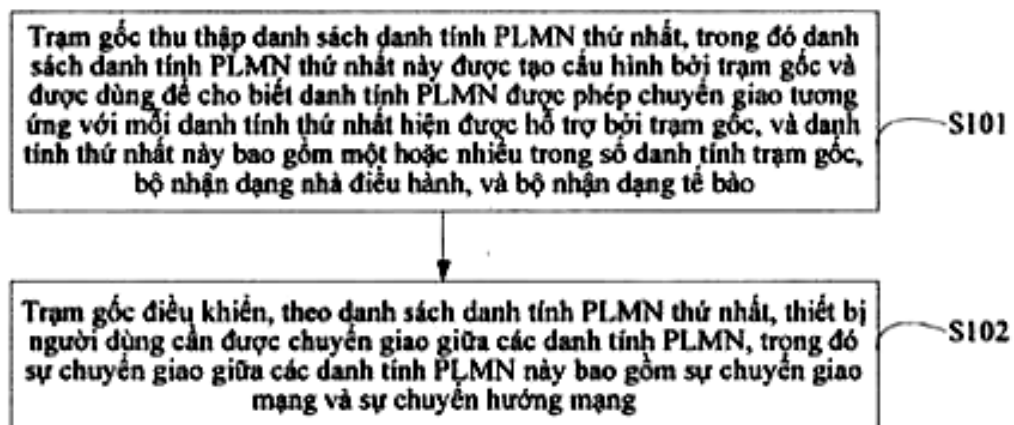 Trạm gốc thu thập danh sách danh tính PLMN thứ nhất, trong đó danh
sách danh tính PLMN thứ nhất này được tạo cấu hình bởi trạm gốc và
được dùng để cho biết danh tính PLMN được phép chuyển giao tương
ứng với mỗi danh tính thứ nhất hiện được hỗ trợ bởi trạm gốc, và danh
tính thứ nhất này bao gồm một hoặc nhiều trong số danh tính trạm gốc,
bộ nhận dạng nhà điều hành, và bộ nhận dạng tế bào
S101
Trạm gốc điều khiển, theo danh sách danh tính PLMN thứ nhất, thiết bị
người dùng cần được chuyển giao giữa các danh tính PLMN, trong đó
sự chuyển giao giữa các danh tính PLMN này bao gồm sự chuyển giao
mạng và sự chuyển hướng mạng
S102